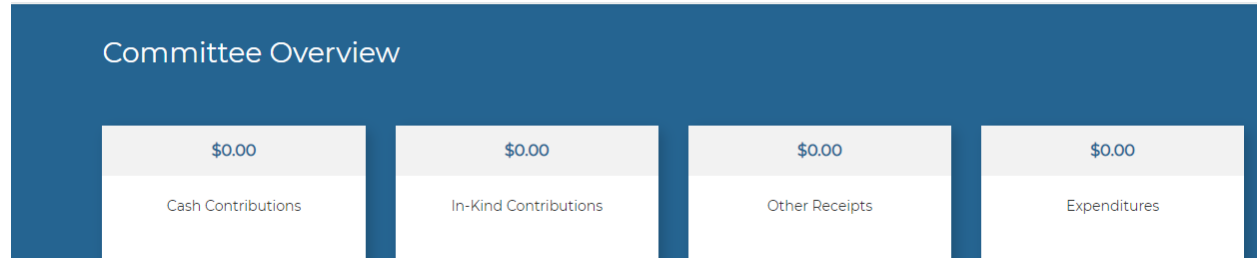 Committee Overview
$0.00 $0.00 $0.00 $0.00
Cash Contributions In-Kind Contributions Other Receipts Expenditures